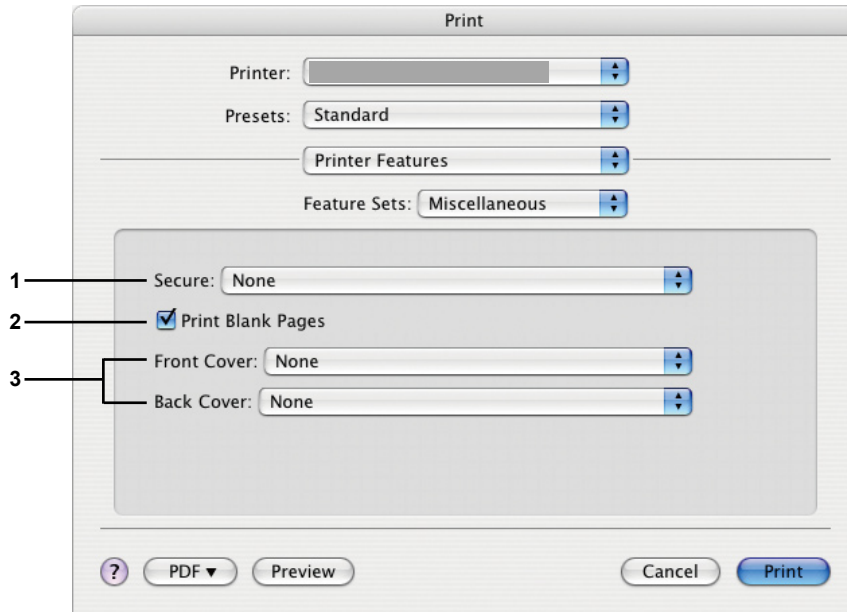 Print
Printer:
Presets: Standard
Printer Features
Feature Sets: Miscellaneous
1 Secure: None
2 Print Blank Pages
3
Front Cover: None
Back Cover: None
? PDF ▼ Preview Cancel Print